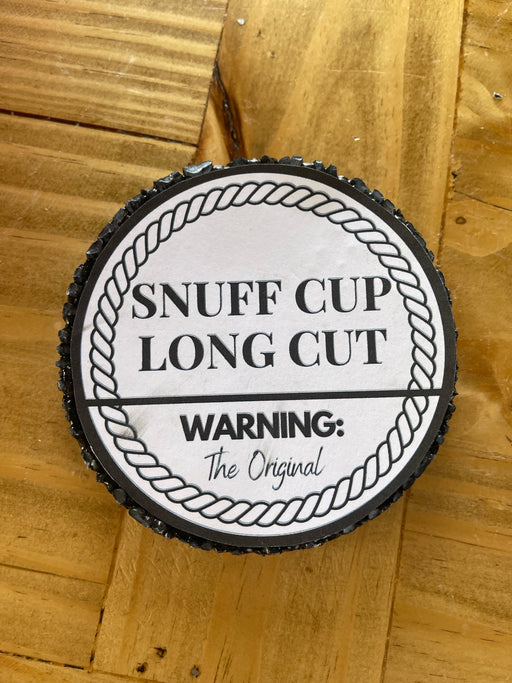 SNUFF CUP
LONG CUT
WARNING:
The Original